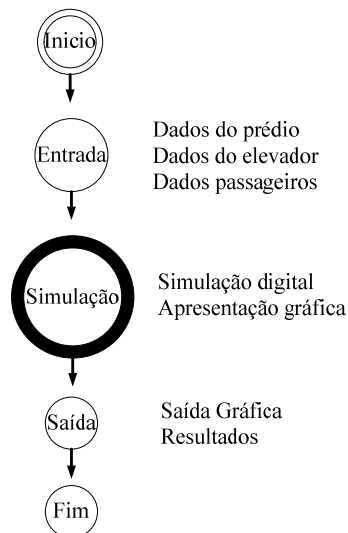 Inicio
Entrada
Dados do prédio
Dados do elevador
Dados passageiros
Simulação
Simulação digital
Apresentação gráfica
Saída
Saída Gráfica
Resultados
Fim